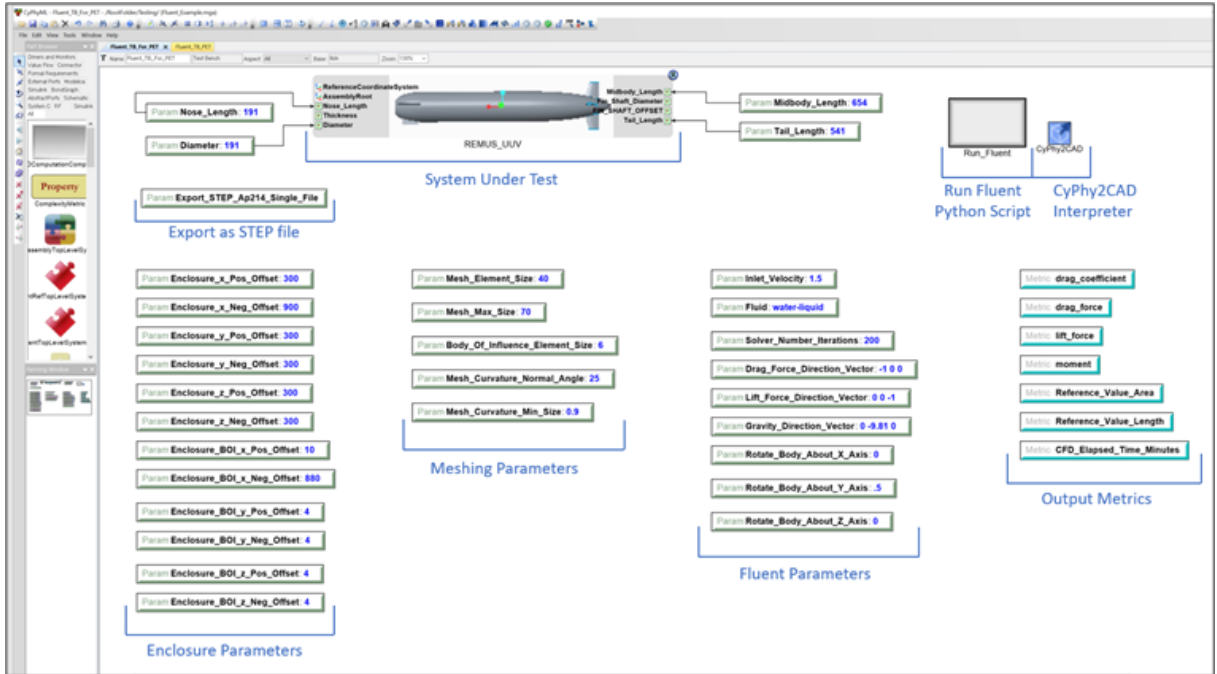 CyPhyML - Fluent_TB_For_PET - /RootFolder/Testing/ (Fluent_Example.mga)
File Edit View Tools Window Help
Part Browser
Fluent_TB_For_PET Fluent_TB_PET
Name: Fluent_TB_For_PET Test Bench Aspect: All Base: N/A Zoom: 100%
Drivers and Monitors
Value Flow Connector
Formal Requirements
External Ports Modelica
Simulink BondGraph
AbstractPorts Schematic
System C RF Simulink
All
Property
ComplexityMetric
ReferenceCoordinateSystem
AssemblyRoot
Nose_Length
Thickness
Diameter
Midbody_Length
Tail_Length
REMUS_UUV
Param Nose_Length: 191
Param Diameter: 191
Param Midbody_Length: 654
Param Tail_Length: 541
System Under Test
Param Export_STEP_Ap214_Single_File
Export as STEP file
Run_Fluent
CyPhy2CAD
Run Fluent
Python Script
CyPhy2CAD
Interpreter
Param Enclosure_x_Pos_Offset: 300
Param Enclosure_x_Neg_Offset: 900
Param Enclosure_y_Pos_Offset: 300
Param Enclosure_y_Neg_Offset: 300
Param Enclosure_z_Pos_Offset: 300
Param Enclosure_z_Neg_Offset: 300
Param Enclosure_BOI_x_Pos_Offset: 10
Param Enclosure_BOI_x_Neg_Offset: 880
Param Enclosure_BOI_y_Pos_Offset: 4
Param Enclosure_BOI_y_Neg_Offset: 4
Param Enclosure_BOI_z_Pos_Offset: 4
Param Enclosure_BOI_z_Neg_Offset: 4
Enclosure Parameters
Param Mesh_Element_Size: 40
Param Mesh_Max_Size: 70
Param Body_Of_Influence_Element_Size: 6
Param Mesh_Curvature_Normal_Angle: 25
Param Mesh_Curvature_Min_Size: 0.9
Meshing Parameters
Param Inlet_Velocity: 1.5
Param Fluid: water-liquid
Param Solver_Number_Iterations: 200
Param Drag_Force_Direction_Vector: -1 0 0
Param Lift_Force_Direction_Vector: 0 0 -1
Param Gravity_Direction_Vector: 0 -9.81 0
Param Rotate_Body_About_X_Axis: 0
Param Rotate_Body_About_Y_Axis: .5
Param Rotate_Body_About_Z_Axis: 0
Fluent Parameters
Metric drag_coefficient
Metric drag_force
Metric lift_force
Metric moment
Metric Reference_Value_Area
Metric Reference_Value_Length
Metric CFD_Elapsed_Time_Minutes
Output Metrics